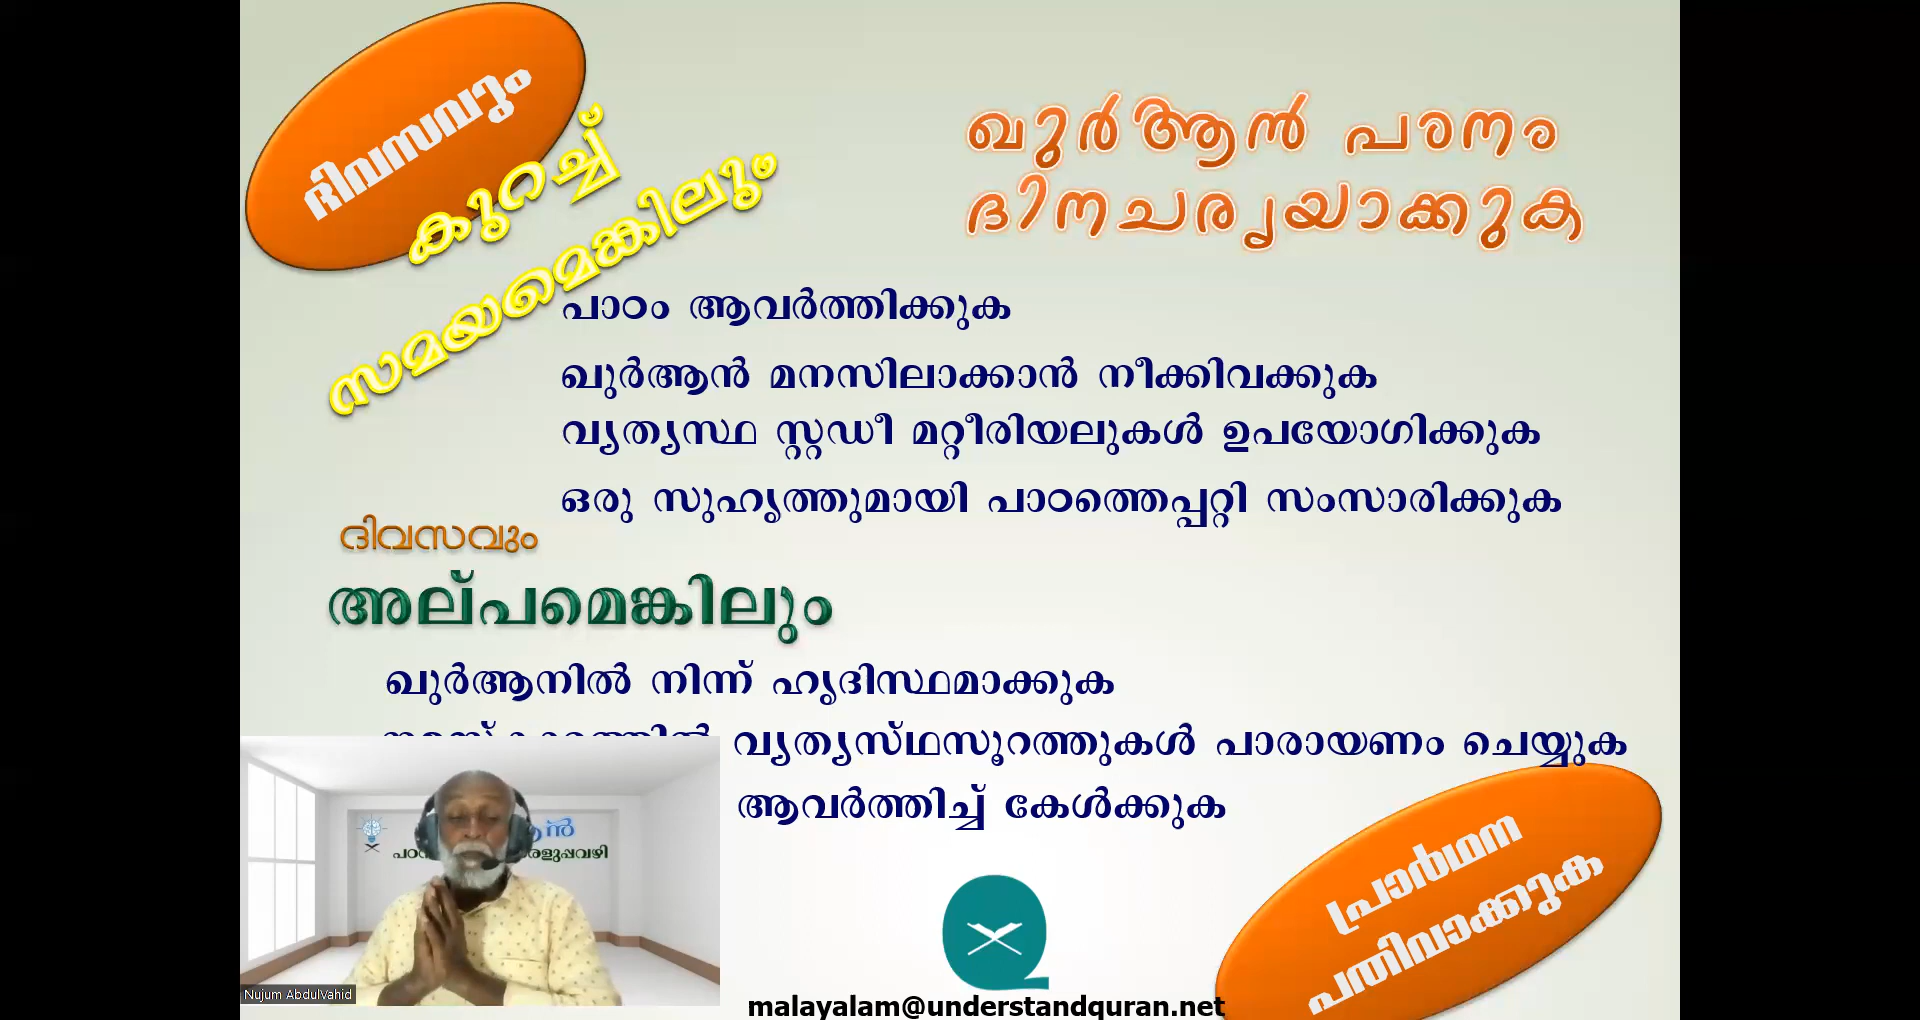 ദിവസവും
കുറച്ച്
സമയമെങ്കിലും
ഖുർആൻ പഠനം
ദിനചര്യയാക്കുക
പാഠം ആവർത്തിക്കുക
ഖുർആൻ മനസിലാക്കാൻ നീക്കിവക്കുക
വ്യത്യസ്ഥ സ്റ്റഡീ മറ്റീരിയലുകൾ ഉപയോഗിക്കുക
ഒരു സുഹൃത്തുമായി പാഠത്തെപ്പറ്റി സംസാരിക്കുക
ദിവസവും
അല്പമെങ്കിലും
ഖുർആനിൽ നിന്ന് ഹൃദിസ്ഥമാക്കുക
വ്യത്യസ്ഥസൂറത്തുകൾ പാരായണം ചെയ്യുക
ആവർത്തിച്ച് കേൾക്കുക
പ്രാർഥന
പതിവാക്കുക
Nujum AbdulVahid
malayalam@understandquran.net